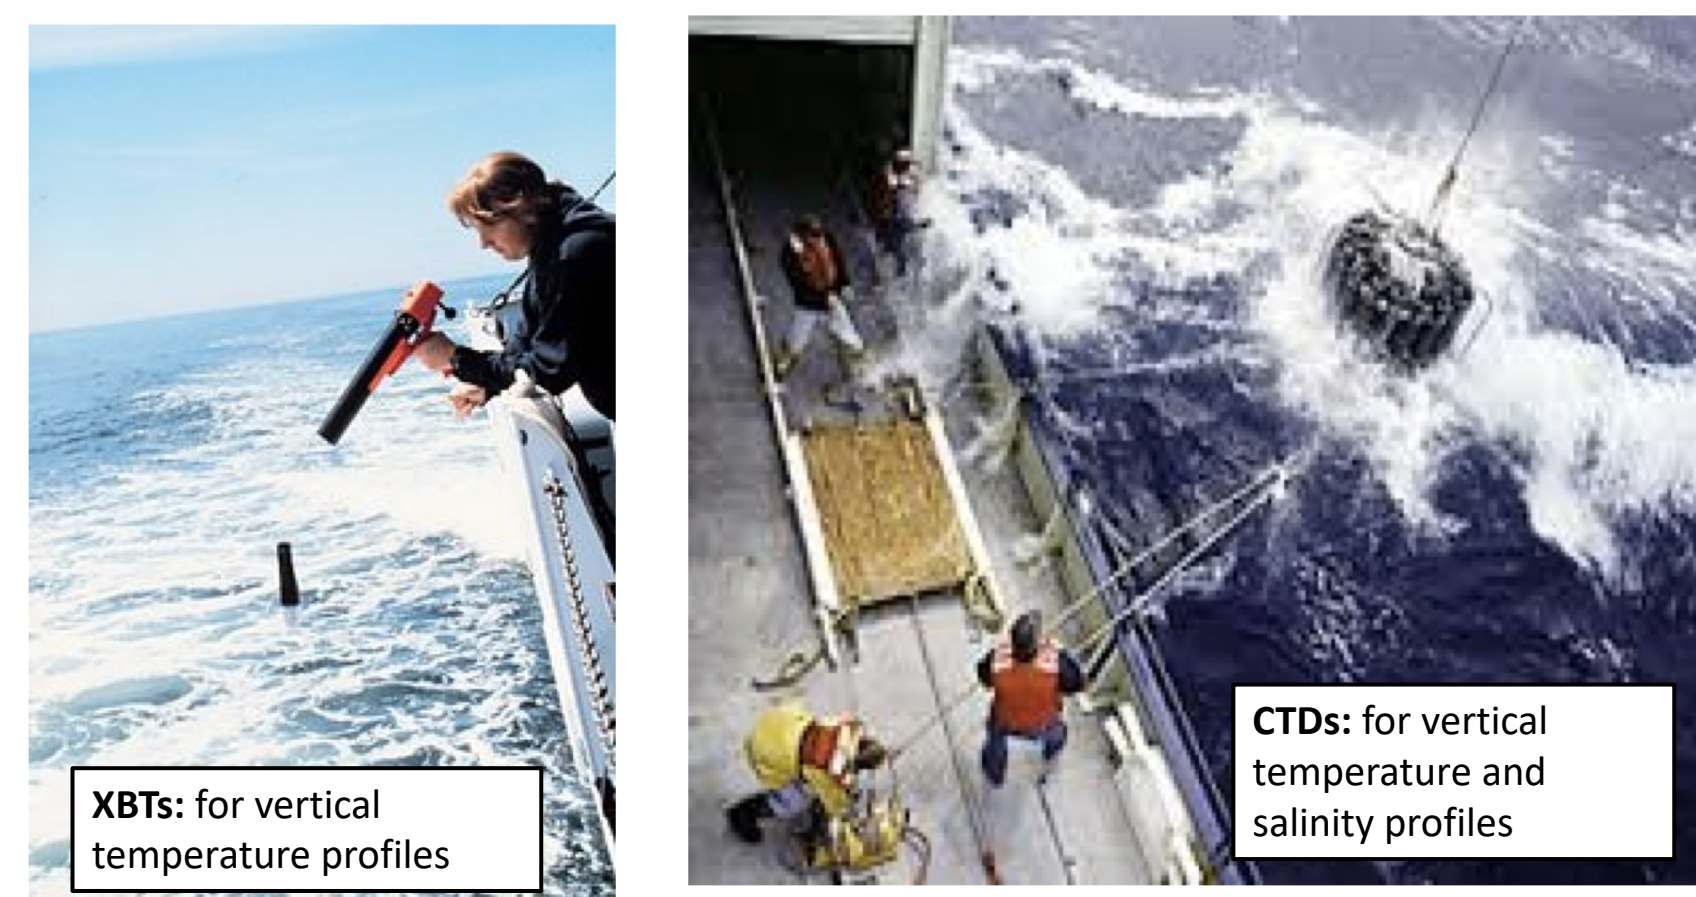 XBTs: for vertical
temperature profiles
CTDs: for vertical
temperature and
salinity profiles